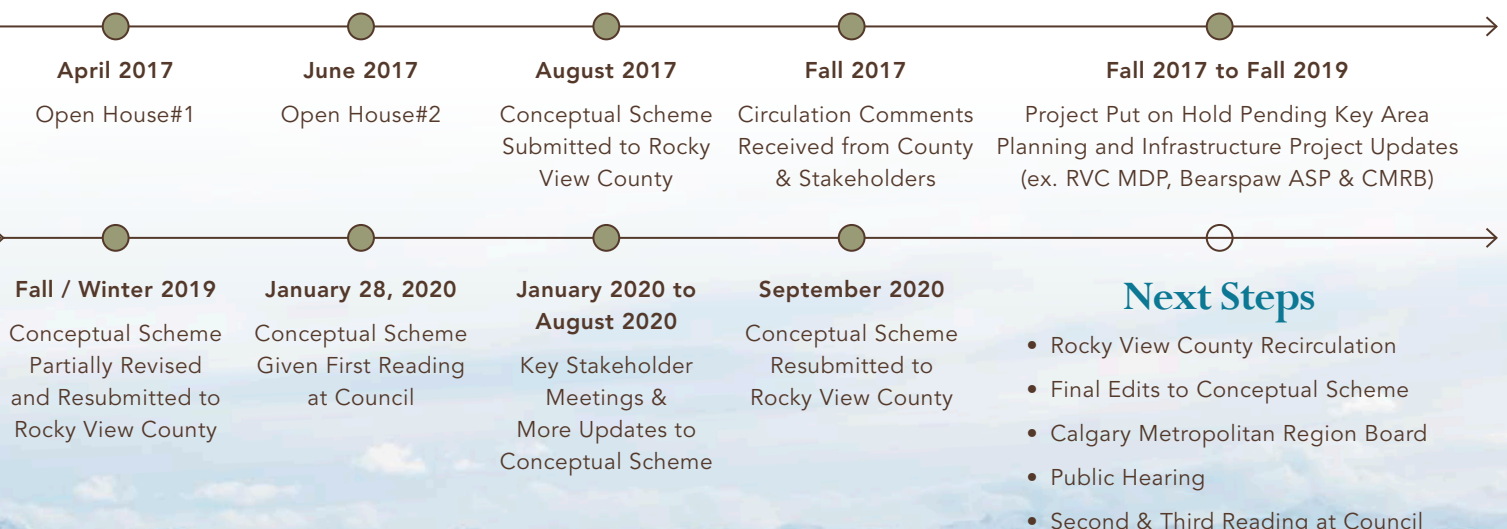 April 2017
Open House#1
June 2017
Open House#2
August 2017
Conceptual Scheme
Submitted to Rocky
View County
Fall 2017
Circulation Comments
Received from County
& Stakeholders
Fall 2017 to Fall 2019
Project Put on Hold Pending Key Area
Planning and Infrastructure Project Updates
(ex. RVC MDP, Bearspaw ASP & CMRB)
Fall / Winter 2019
Conceptual Scheme
Partially Revised
and Resubmitted to
Rocky View County
January 28, 2020
Conceptual Scheme
Given First Reading
at Council
January 2020 to
August 2020
Key Stakeholder
Meetings &
More Updates to
Conceptual Scheme
September 2020
Conceptual Scheme
Resubmitted to
Rocky View County
Next Steps
• Rocky View County Recirculation
• Final Edits to Conceptual Scheme
• Calgary Metropolitan Region Board
• Public Hearing
• Second & Third Reading at Council